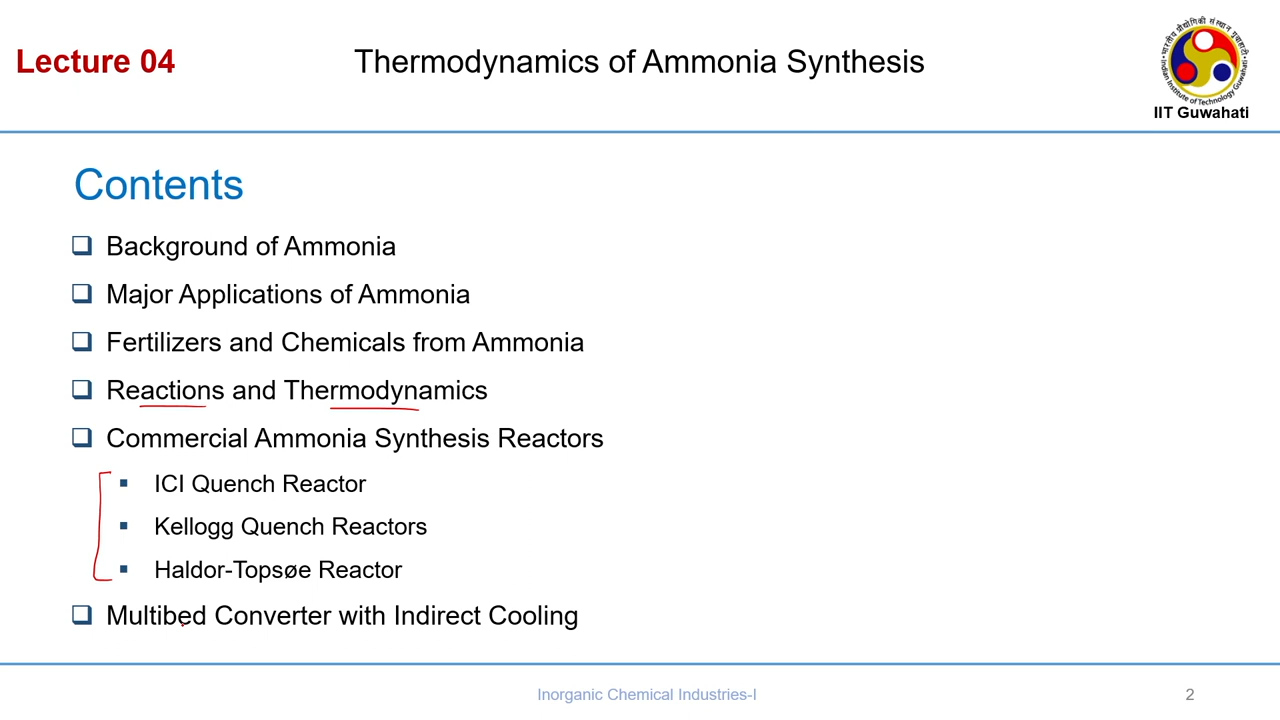 Lecture 04
Thermodynamics of Ammonia Synthesis
IIT Guwahati
Contents
Background of Ammonia
Major Applications of Ammonia
Fertilizers and Chemicals from Ammonia
Reactions and Thermodynamics
Commercial Ammonia Synthesis Reactors
ICI Quench Reactor
Kellogg Quench Reactors
Haldor-Topsøe Reactor
Multibed Converter with Indirect Cooling
Inorganic Chemical Industries-I
2